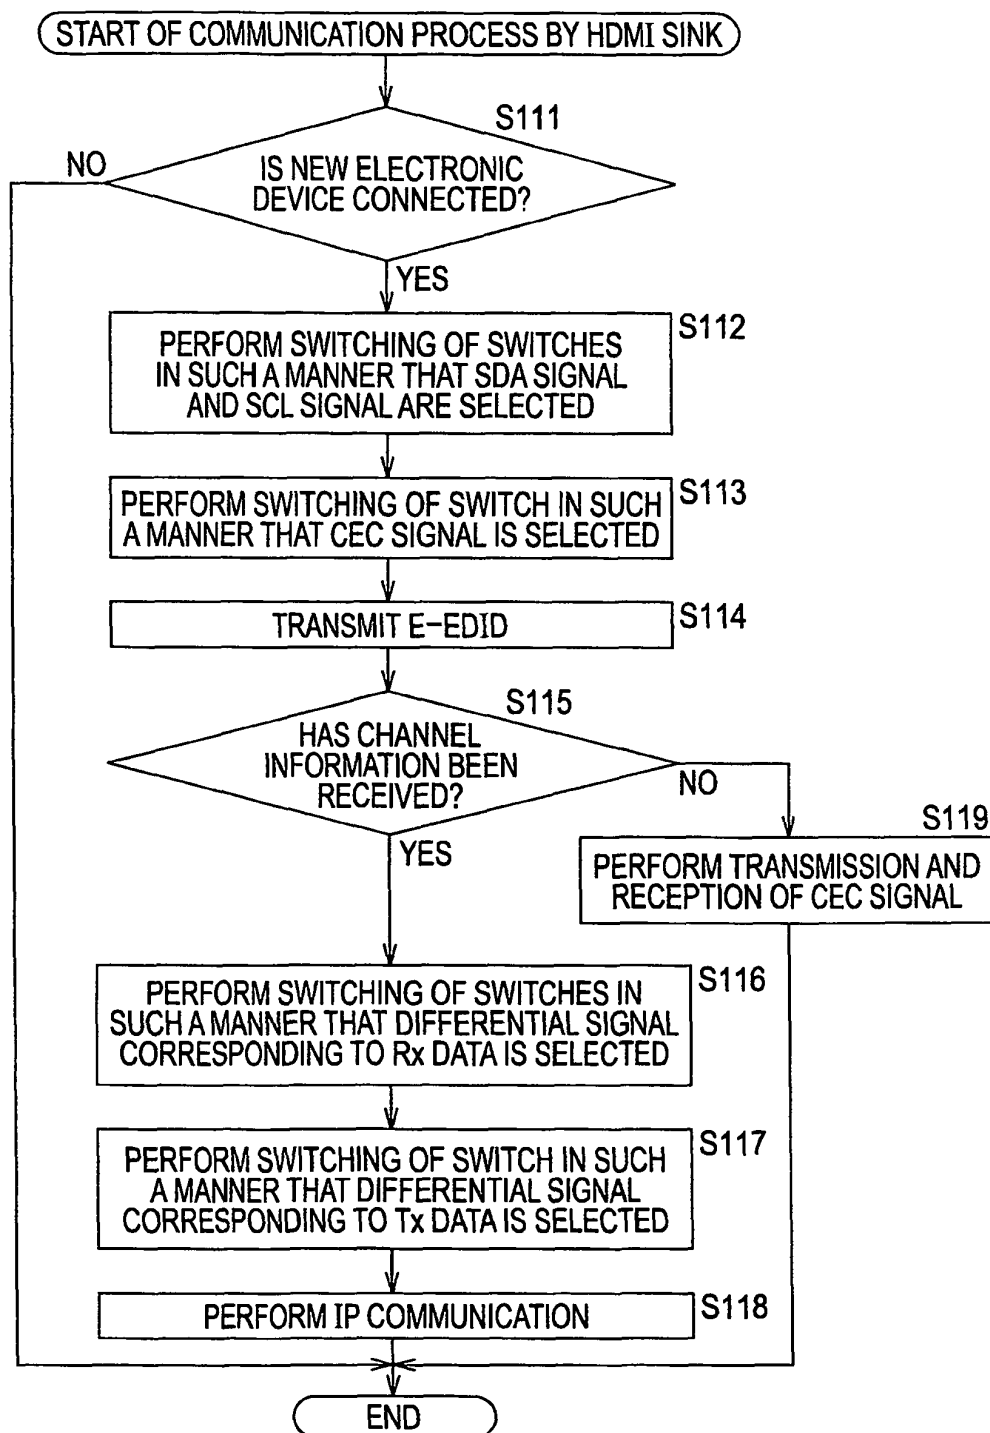 START OF COMMUNICATION PROCESS BY HDMI SINK
S111
NO
IS NEW ELECTRONIC
DEVICE CONNECTED?
YES
S112
PERFORM SWITCHING OF SWITCHES
IN SUCH A MANNER THAT SDA SIGNAL
AND SCL SIGNAL ARE SELECTED
S113
PERFORM SWITCHING OF SWITCH IN SUCH
A MANNER THAT CEC SIGNAL IS SELECTED
TRANSMIT E-EDID
S114
S115
HAS CHANNEL
INFORMATION BEEN
RECEIVED?
NO
YES
S119
PERFORM TRANSMISSION AND
RECEPTION OF CEC SIGNAL
S116
PERFORM SWITCHING OF SWITCHES IN
SUCH A MANNER THAT DIFFERENTIAL SIGNAL
CORRESPONDING TO Rx DATA IS SELECTED
S117
PERFORM SWITCHING OF SWITCH IN SUCH
A MANNER THAT DIFFERENTIAL SIGNAL
CORRESPONDING TO Tx DATA IS SELECTED
PERFORM IP COMMUNICATION
S118
END